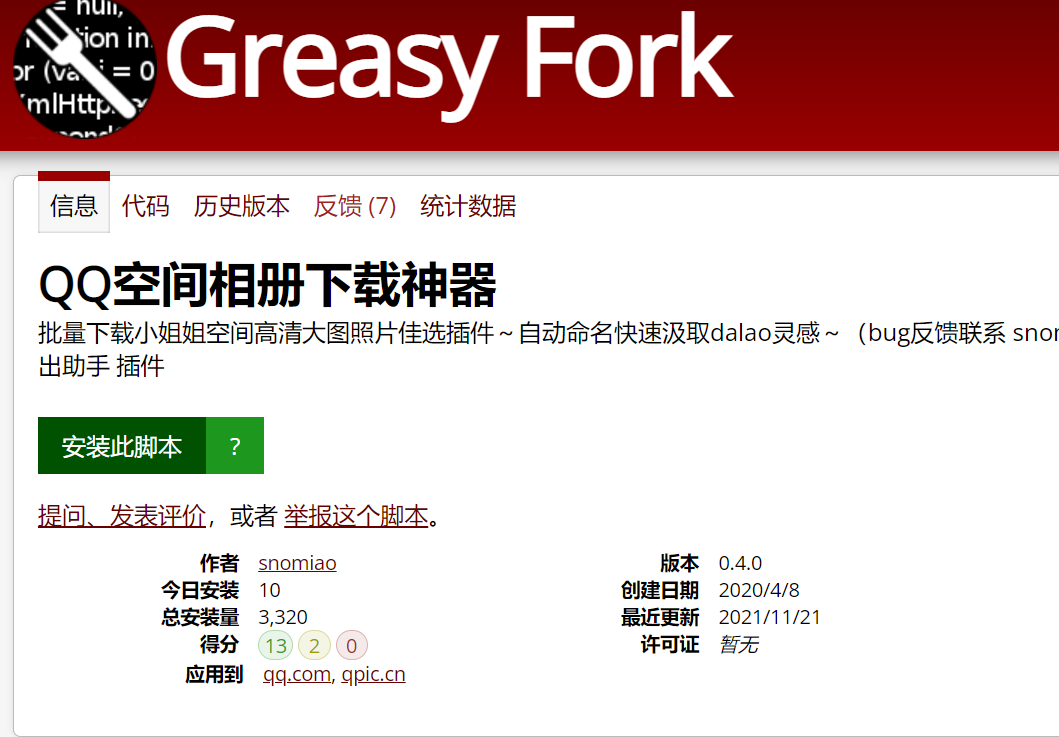 = null,
tion in
or (va i = 0
mlHttp
Greasy Fork
信息 代码 历史版本 反馈 (7) 统计数据
QQ空间相册下载神器
批量下载小姐姐空间高清大图照片佳选插件～自动命名快速汲取dalao灵感～（bug反馈联系
出助手 插件
安装此脚本 ?
提问、发表评价，或者 举报这个脚本。
作者 snomiao 版本 0.4.0
今日安装 10 创建日期 2020/4/8
总安装量 3,320 最近更新 2021/11/21
得分 13 2 0 许可证 暂无
应用到 qq.com, qpic.cn